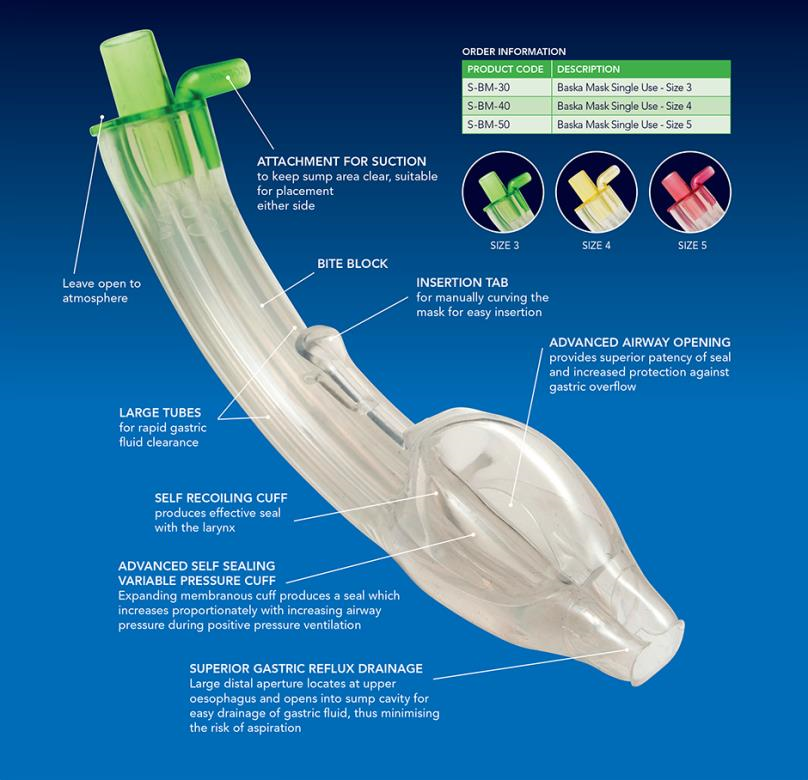 ORDER INFORMATION
PRODUCT CODE DESCRIPTION
S-BM-30 Baska Mask Single Use - Size 3
S-BM-40 Baska Mask Single Use - Size 4
S-BM-50 Baska Mask Single Use - Size 5
SIZE 3 SIZE 4 SIZE 5
ATTACHMENT FOR SUCTION
to keep sump area clear, suitable
for placement
either side
Leave open to
atmosphere
BITE BLOCK
INSERTION TAB
for manually curving the
mask for easy insertion
ADVANCED AIRWAY OPENING
provides superior patency of seal
and increased protection against
gastric overflow
LARGE TUBES
for rapid gastric
fluid clearance
SELF RECOILING CUFF
produces effective seal
with the larynx
ADVANCED SELF SEALING
VARIABLE PRESSURE CUFF
Expanding membranous cuff produces a seal which
increases proportionately with increasing airway
pressure during positive pressure ventilation
SUPERIOR GASTRIC REFLUX DRAINAGE
Large distal aperture locates at upper
oesophagus and opens into sump cavity for
easy drainage of gastric fluid, thus minimising
the risk of aspiration